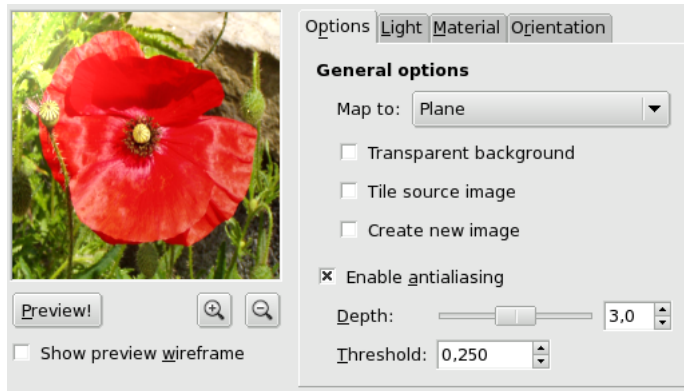 Options Light Material Orientation
General options
Map to: Plane
Transparent background
Tile source image
Create new image
Enable antialiasing
Depth: 3,0
Threshold: 0,250
Preview!
Show preview wireframe